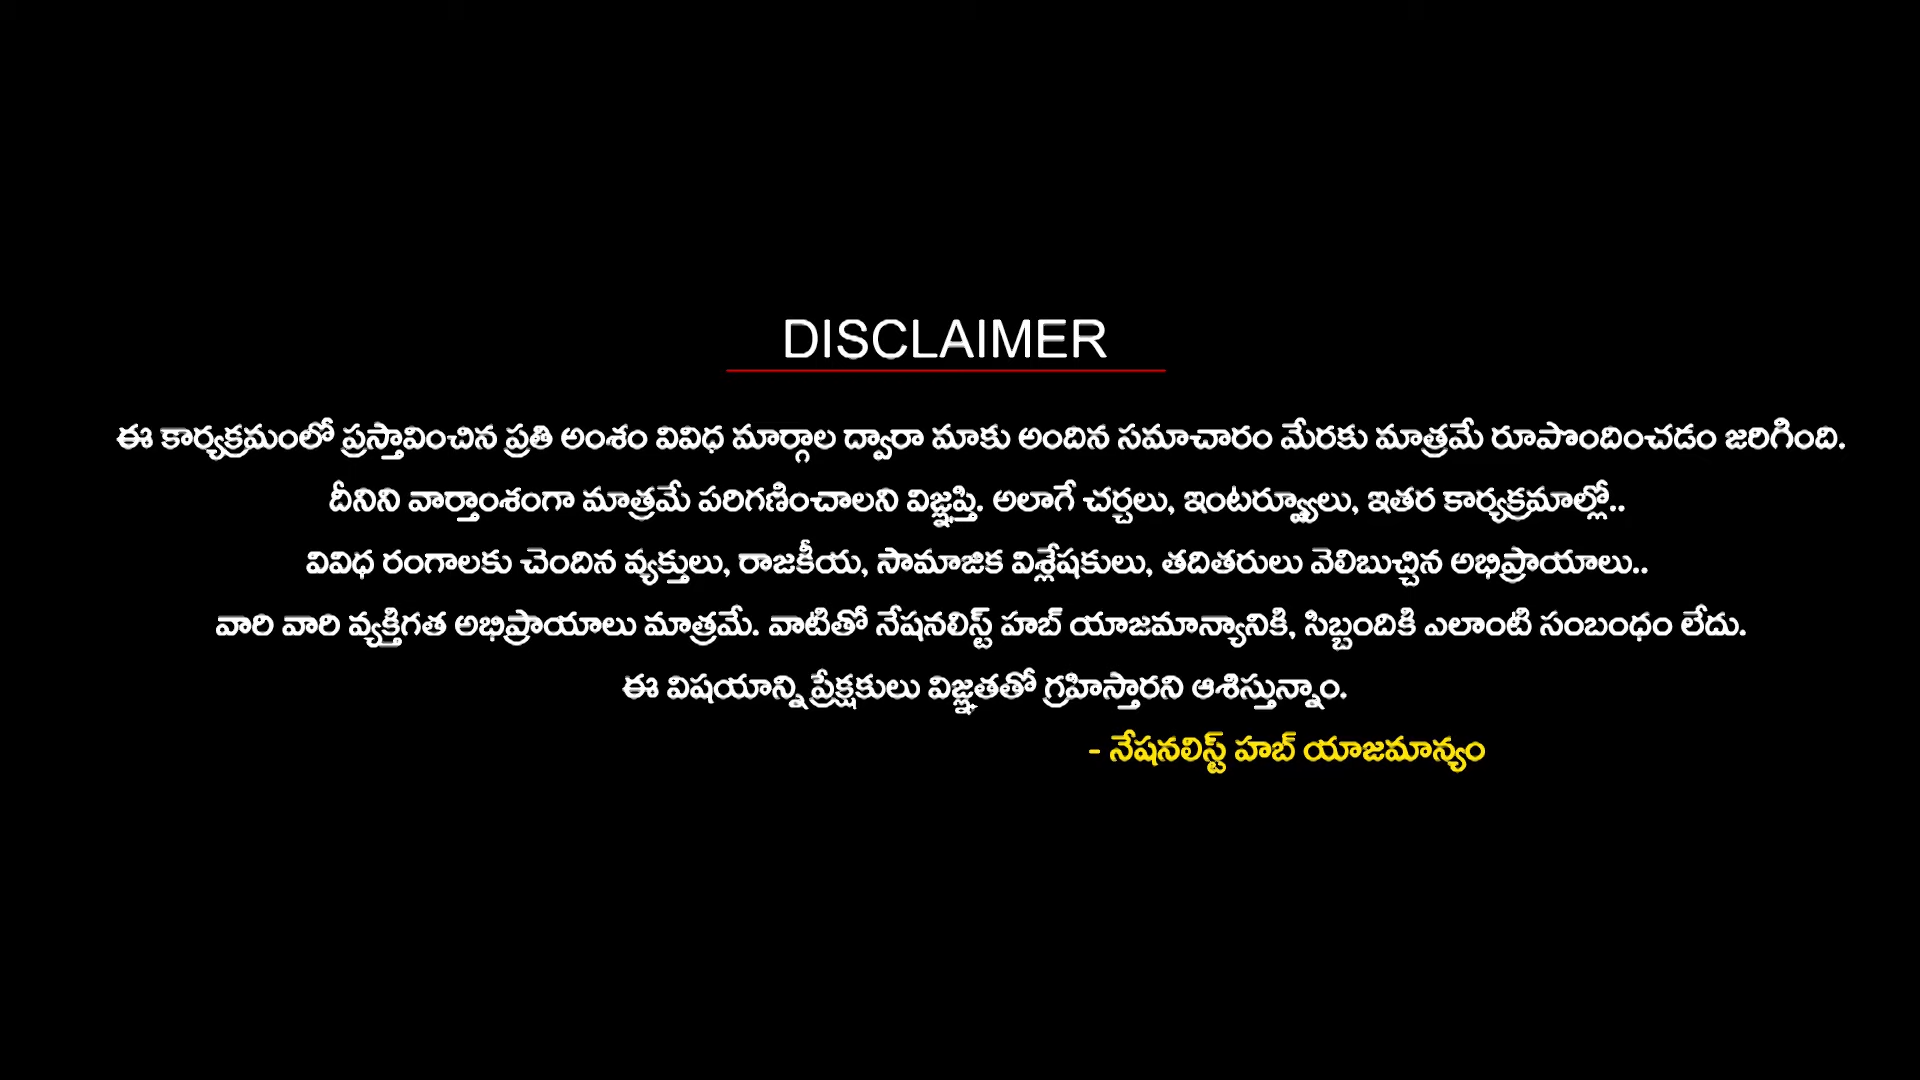 DISCLAIMER
ఈ కార్యక్రమంలో ప్రస్తావించిన ప్రతి అంశం వివిధ మార్గాల ద్వారా మాకు అందిన సమాచారం మేరకు మాత్రమే రూపొందించడం జరిగింది.
దీనిని వార్తాంశంగా మాత్రమే పరిగణించాలని విజ్ఞప్తి. అలాగే చర్చలు, ఇంటర్వ్యూలు, ఇతర కార్యక్రమాల్లో..
వివిధ రంగాలకు చెందిన వ్యక్తులు, రాజకీయ, సామాజిక విశ్లేషకులు, తదితరులు వెలిబుచ్చిన అభిప్రాయాలు..
వారి వారి వ్యక్తిగత అభిప్రాయాలు మాత్రమే. వాటితో నేషనలిస్ట్ హబ్ యాజమాన్యానికి, సిబ్బందికి ఎలాంటి సంబంధం లేదు.
ఈ విషయాన్ని ప్రేక్షకులు విజ్ఞతతో గ్రహిస్తారని ఆశిస్తున్నాం.
- నేషనలిస్ట్ హబ్ యాజమాన్యం